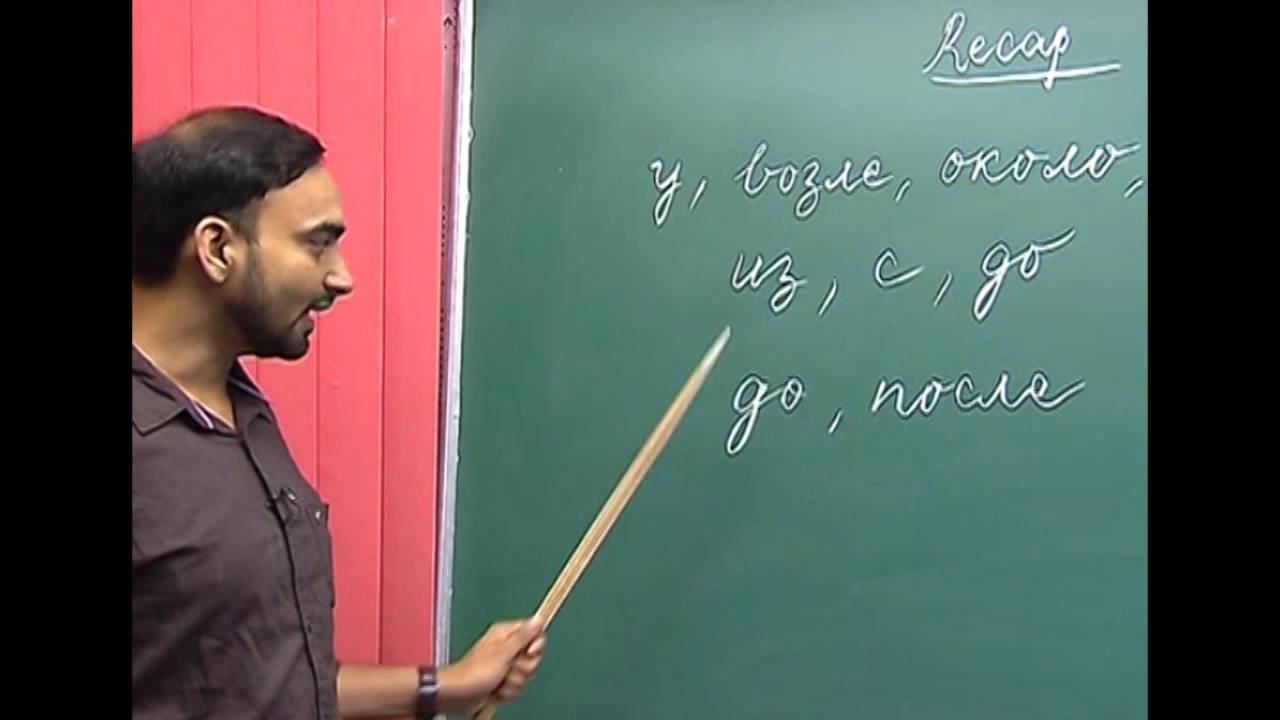 Recap
у, возле, около,
из, с, до
до, после